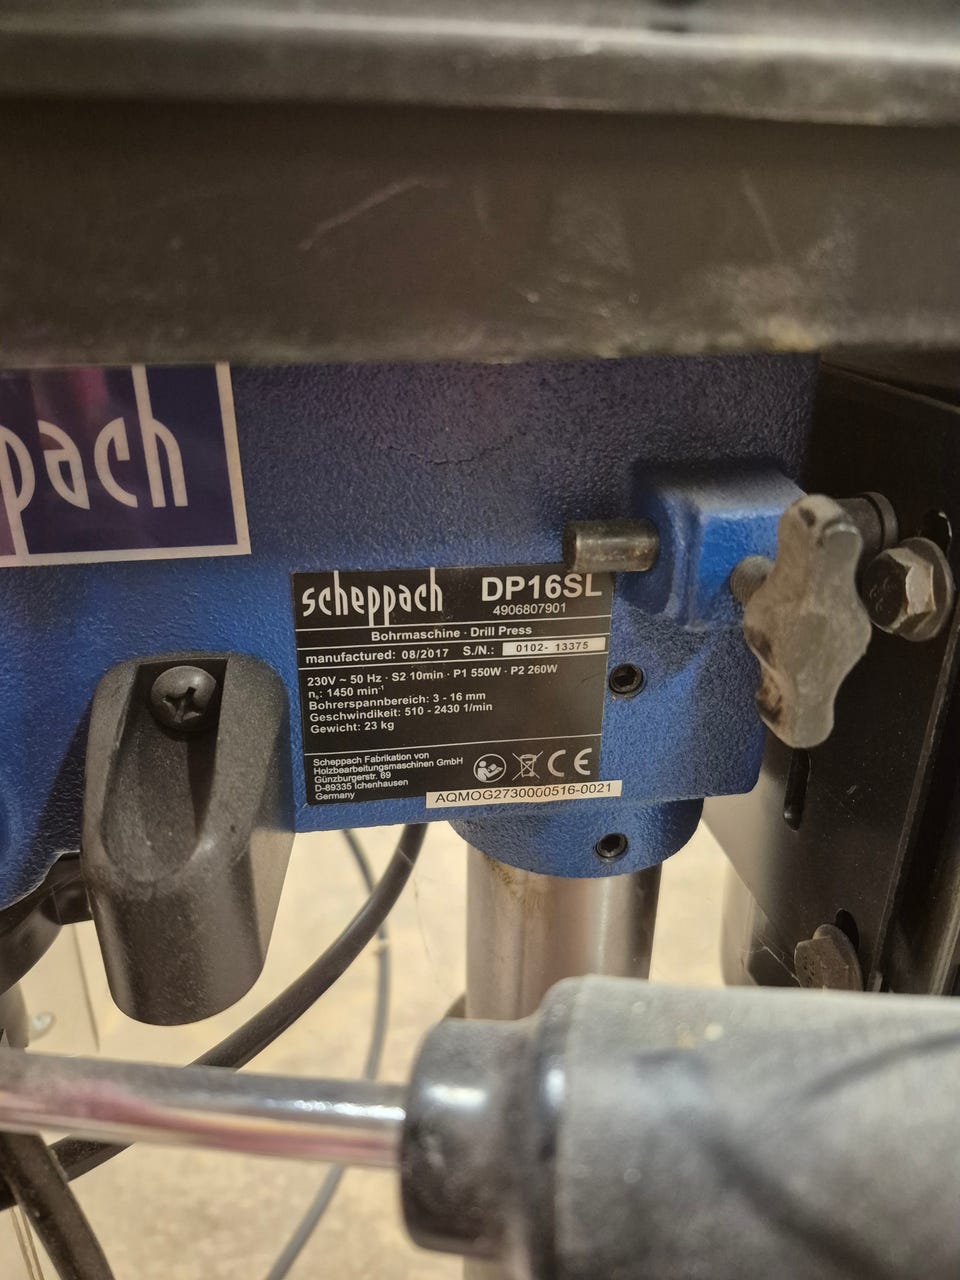 ppach
scheppach DP16SL
4906807901
Bohrmaschine · Drill Press
manufactured: 08/2017 S./N.: 0102- 13375
230V ~ 50 Hz · S2 10min · P1 550W · P2 260W
n₀: 1450 min⁻¹
Bohrerspannbereich: 3 - 16 mm
Geschwindikeit: 510 - 2430 1/min
Gewicht: 23 kg
Scheppach Fabrikation von
Holzbearbeitungsmaschinen GmbH
Günzburgerstr. 69
D-89335 Ichenhausen
Germany
CE
AQMOG2730000516-0021